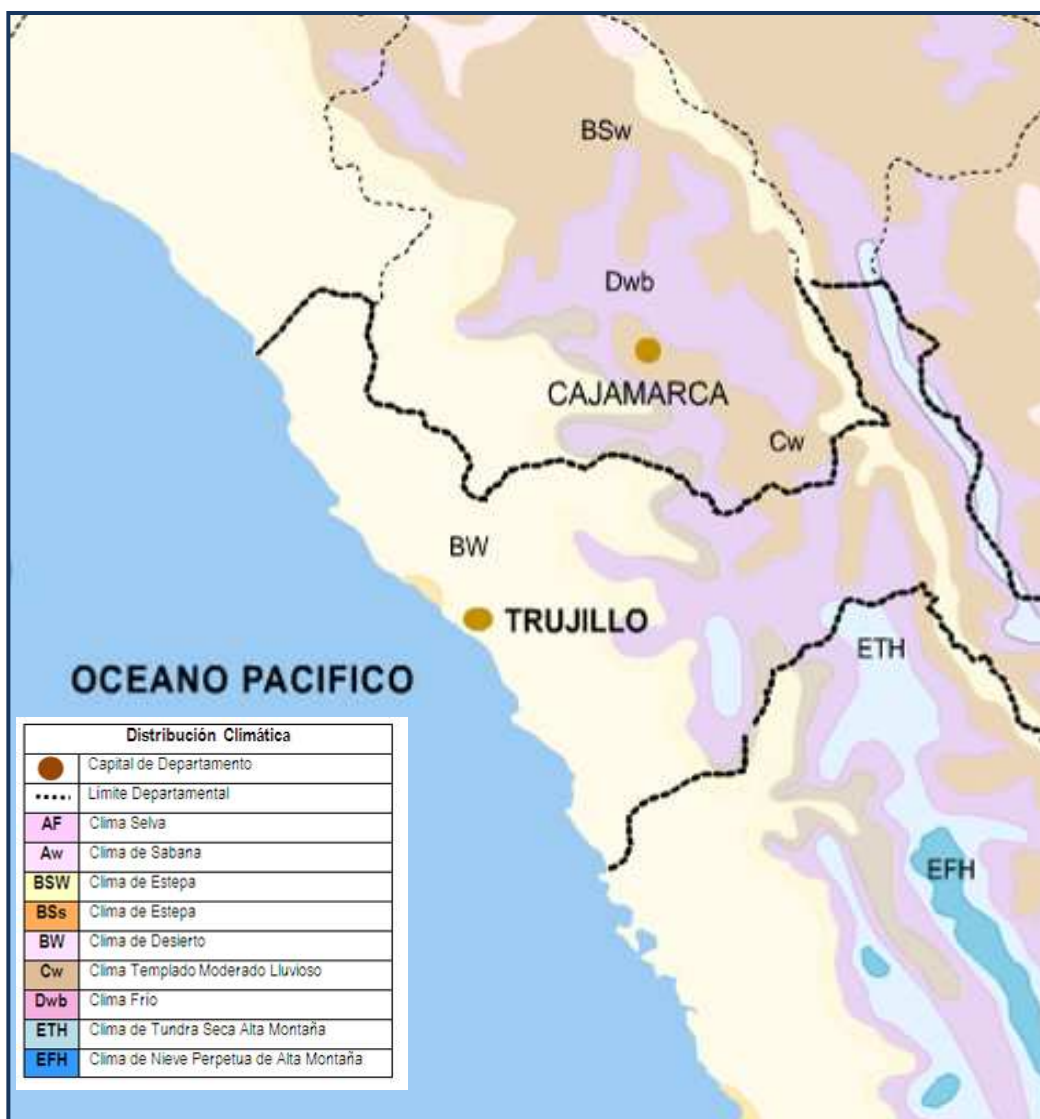 BSw
Dwb
CAJAMARCA
Cw
BW
TRUJILLO
ETH
OCEANO PACIFICO
EFH
Distribución Climática
Capital de Departamento
Limite Departamental
AF Clima Selva
Aw Clima de Sabana
BSW Clima de Estepa
BSs Clima de Estepa
BW Clima de Desierto
Cw Clima Templado Moderado Lluvioso
Dwb Clima Frío
ETH Clima de Tundra Seca Alta Montaña
EFH Clima de Nieve Perpetua de Alta Montaña